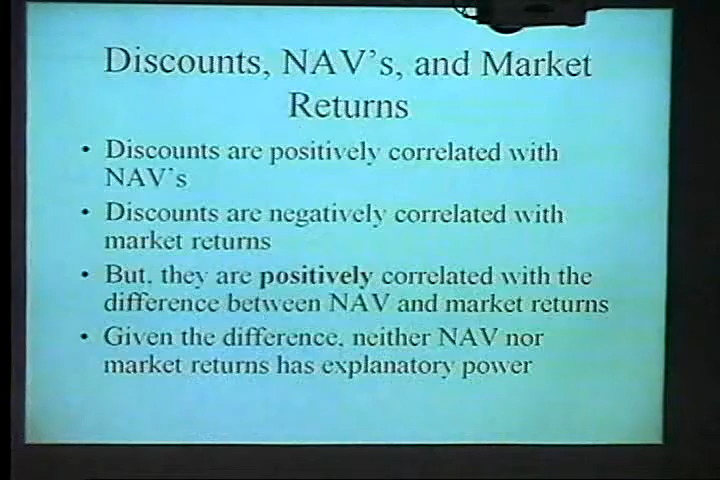 Discounts, NAV's, and Market
Returns
• Discounts are positively correlated with
NAV's
• Discounts are negatively correlated with
market returns
• But, they are positively correlated with the
difference between NAV and market returns
• Given the difference, neither NAV nor
market returns has explanatory power